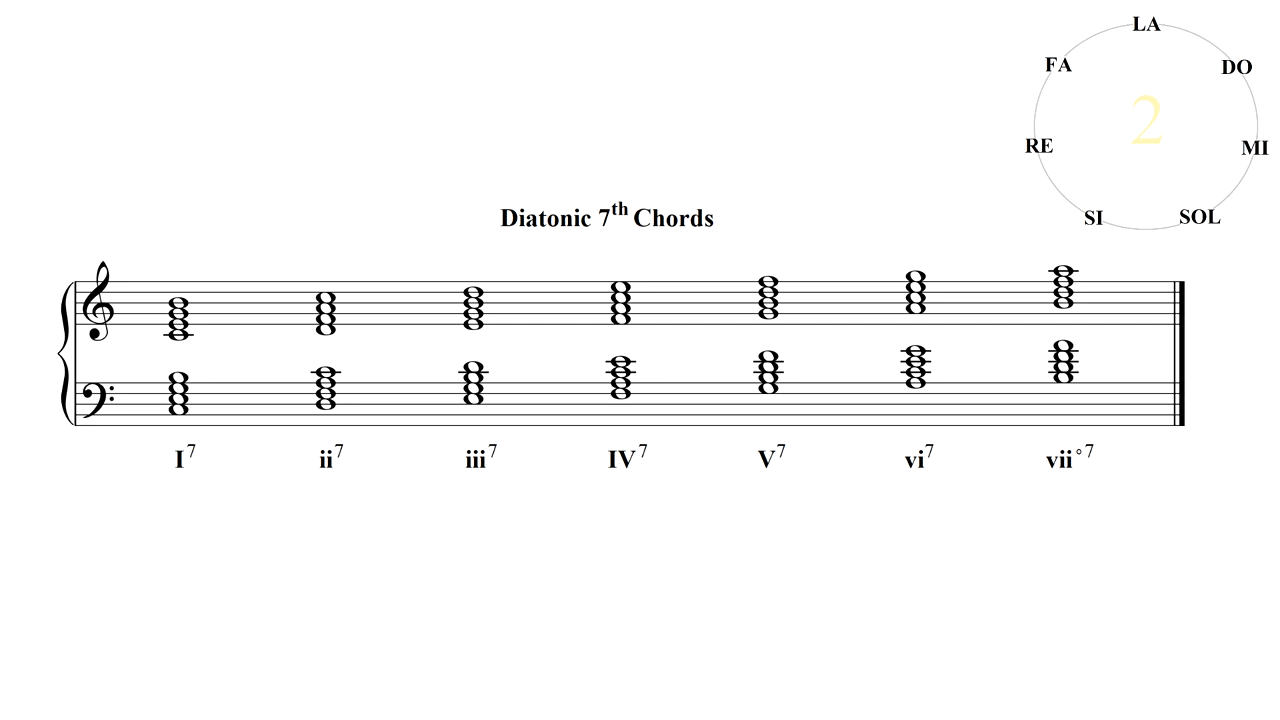 LA
FA DO
2
RE MI
SI SOL
Diatonic 7th Chords
I7 ii7 iii7 IV7 V7 vi7 vii°7